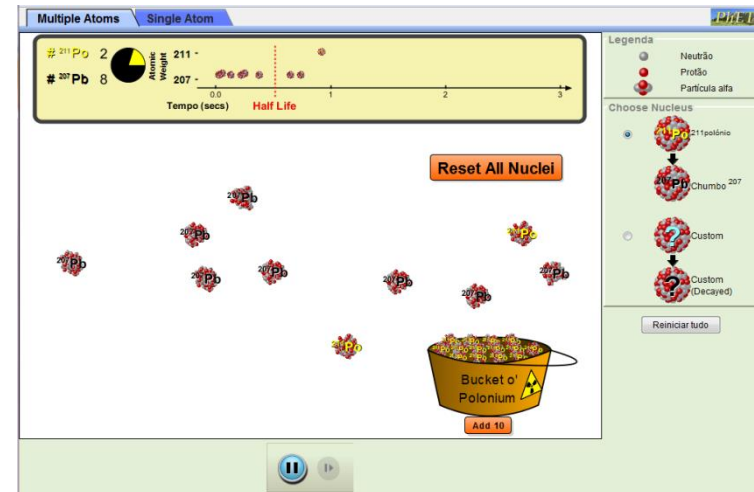 Multiple Atoms
Single Atom
PhET
# 211Po 2
# 207Pb 8
Atomic Weight
211 -
207 -
0.0
1
2
3
Tempo (secs)
Half Life
Reset All Nuclei
207Pb
207Pb
211Po
207Pb
207Pb
207Pb
207Pb
207Pb
207Pb
211Po
Bucket o'
Polonium
Add 10
Legenda
Neutrão
Protão
Partícula alfa
Choose Nucleus
211Po
211polónio
207Pb
Chumbo 207
?
Custom
?
Custom
(Decayed)
Reiniciar tudo